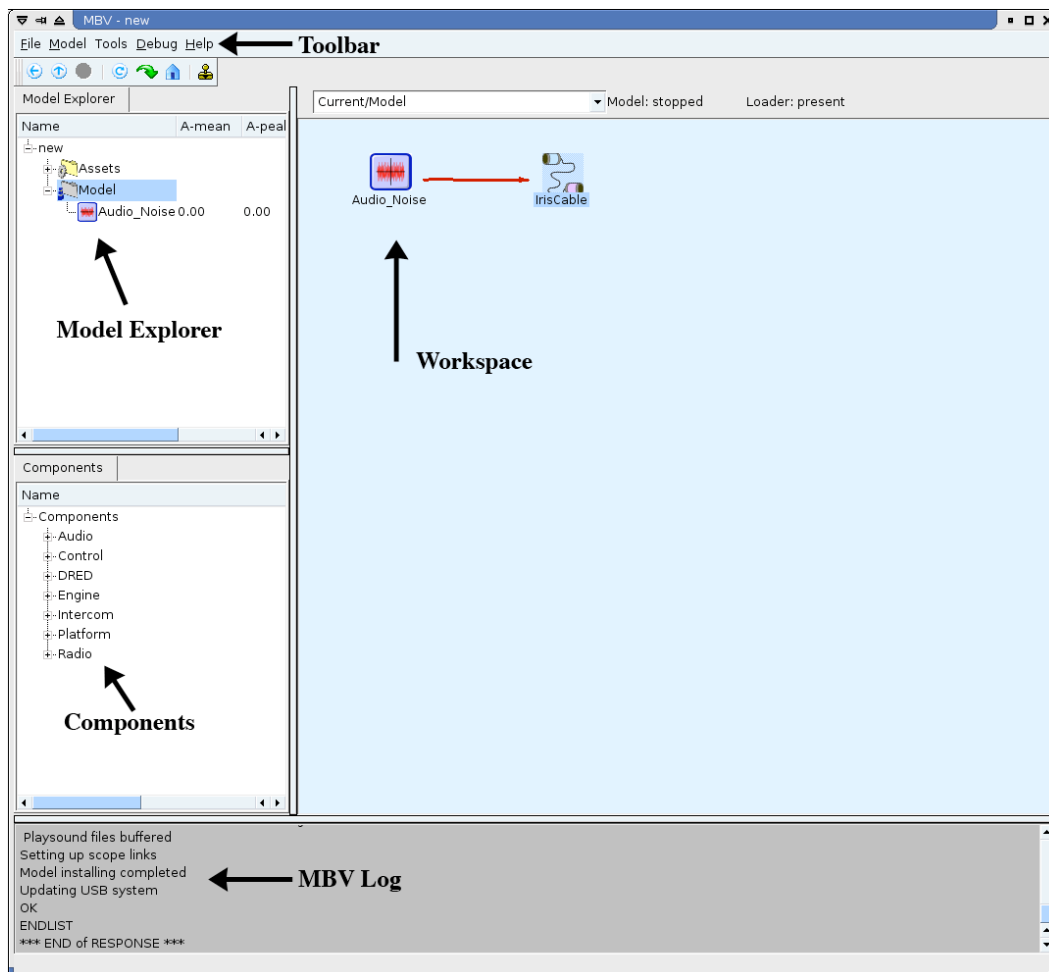 MBV - new
File Model Tools Debug Help
Toolbar
Model Explorer
Current/Model
Model: stopped
Loader: present
Name A-mean A-peal
new
Assets
Model
Audio_Noise 0.00 0.00
Audio_Noise
IrisCable
Model Explorer
Workspace
Components
Name
Components
Audio
Control
DRED
Engine
Intercom
Platform
Radio
Components
Playsound files buffered
Setting up scope links
Model installing completed
Updating USB system
OK
ENDLIST
*** END of RESPONSE ***
MBV Log